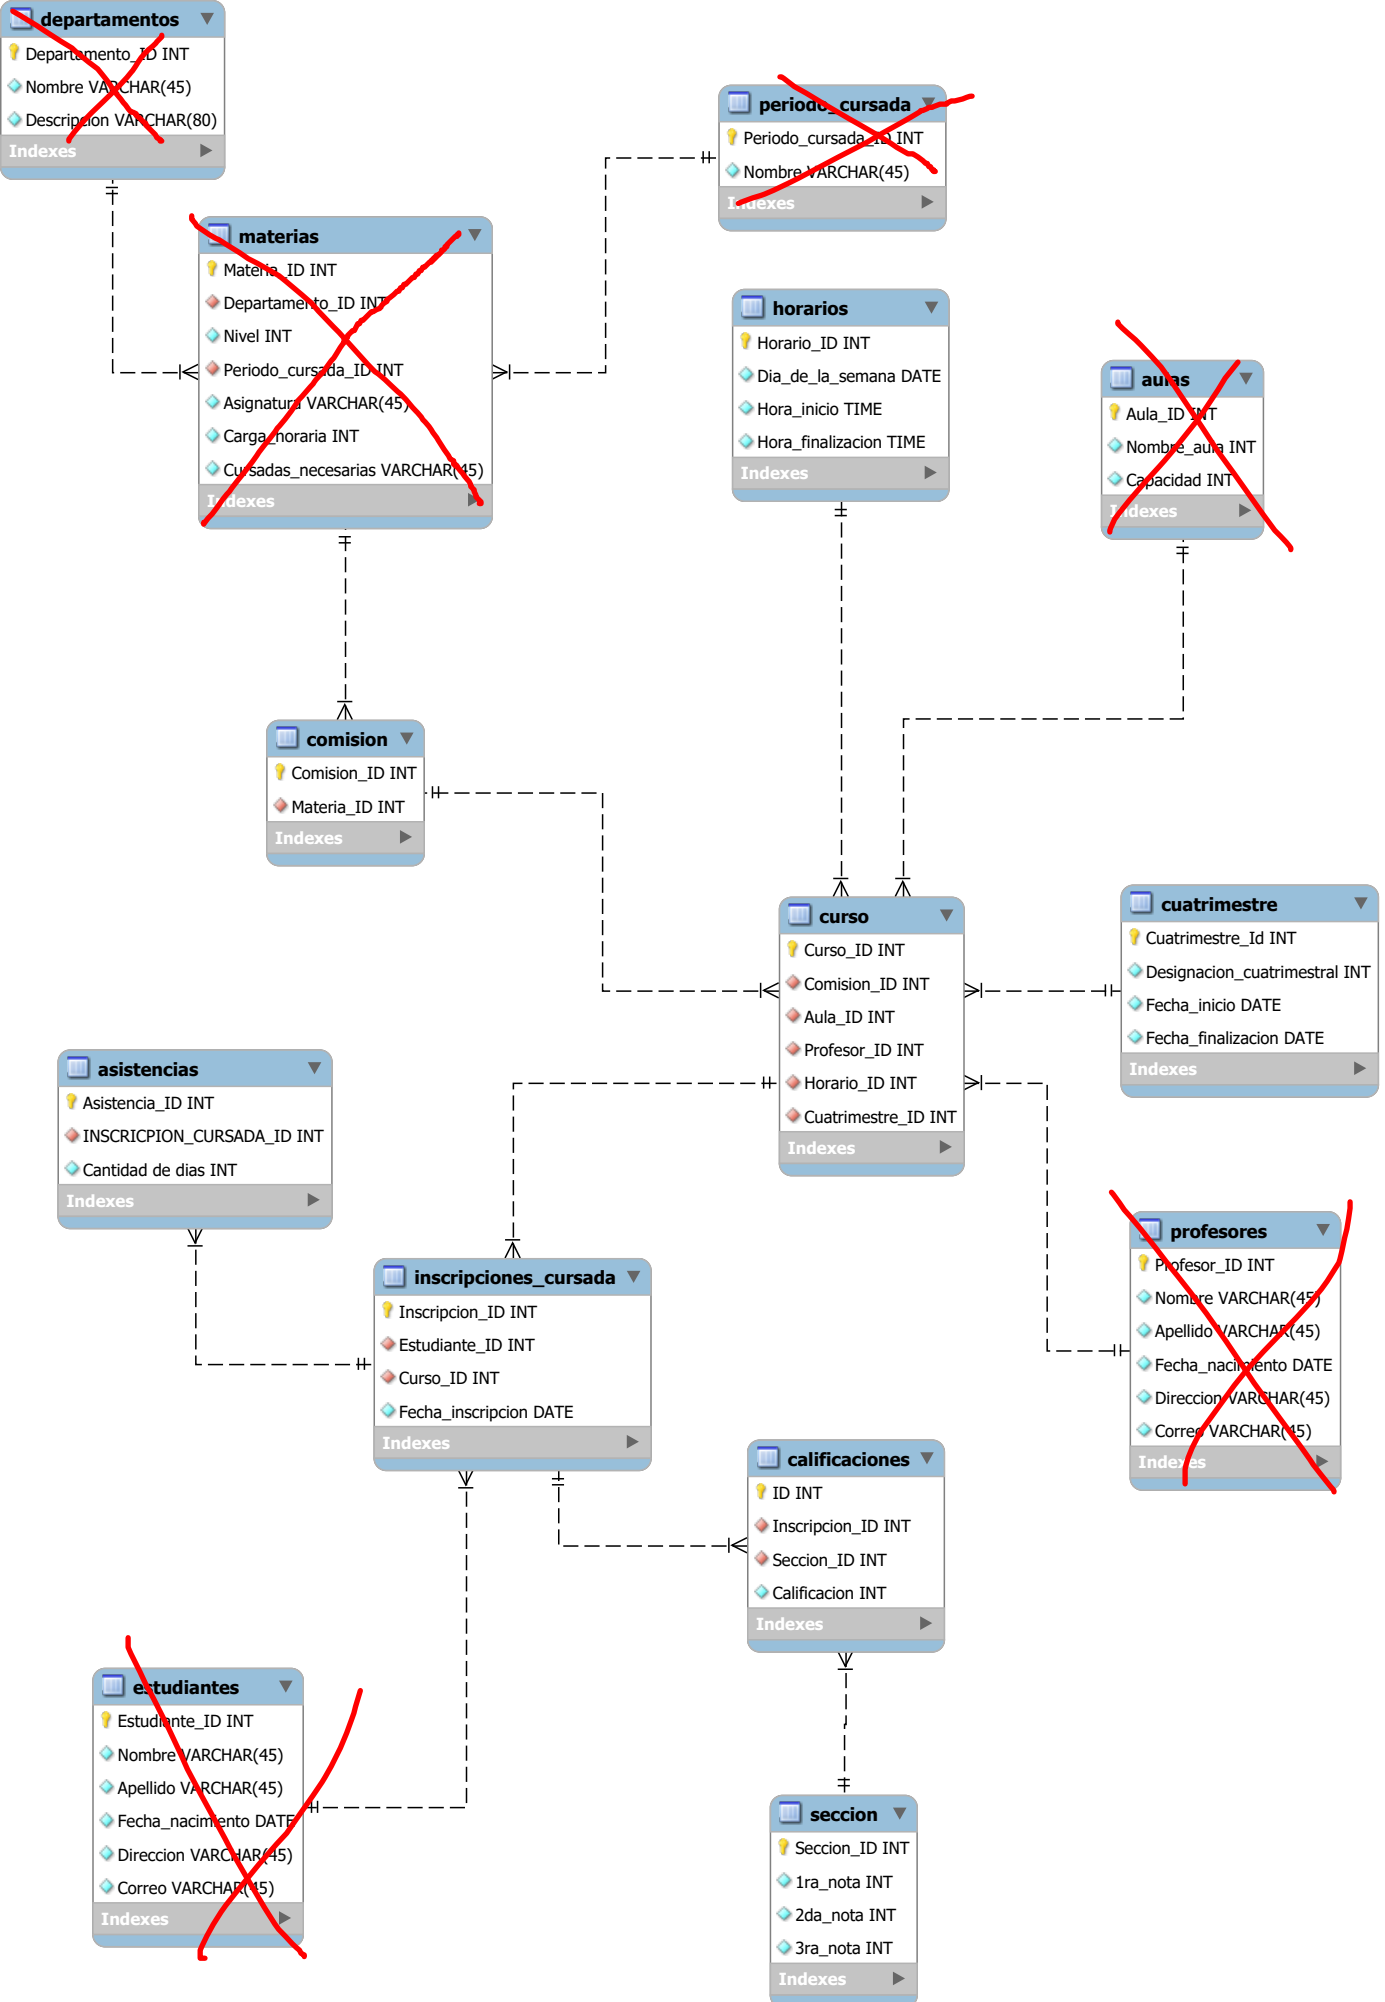 departamentos
Departamento_ID INT
Nombre VARCHAR(45)
Descripcion VARCHAR(80)
Indexes
periodo_cursada
Periodo_cursada_ID INT
Nombre VARCHAR(45)
Indexes
materias
Materia_ID INT
Departamento_ID INT
Nivel INT
Periodo_cursada_ID INT
Asignatura VARCHAR(45)
Carga_horaria INT
Cursadas_necesarias VARCHAR(45)
Indexes
horarios
Horario_ID INT
Dia_de_la_semana DATE
Hora_inicio TIME
Hora_finalizacion TIME
Indexes
aulas
Aula_ID INT
Nombre_aula INT
Capacidad INT
Indexes
comision
Comision_ID INT
Materia_ID INT
Indexes
curso
Curso_ID INT
Comision_ID INT
Aula_ID INT
Profesor_ID INT
Horario_ID INT
Cuatrimestre_ID INT
Indexes
cuatrimestre
Cuatrimestre_Id INT
Designacion_cuatrimestral INT
Fecha_inicio DATE
Fecha_finalizacion DATE
Indexes
asistencias
Asistencia_ID INT
INSCRICPION_CURSADA_ID INT
Cantidad de dias INT
Indexes
profesores
Profesor_ID INT
Nombre VARCHAR(45)
Apellido VARCHAR(45)
Fecha_nacimiento DATE
Direccion VARCHAR(45)
Correo VARCHAR(45)
Indexes
inscripciones_cursada
Inscripcion_ID INT
Estudiante_ID INT
Curso_ID INT
Fecha_inscripcion DATE
Indexes
calificaciones
ID INT
Inscripcion_ID INT
Seccion_ID INT
Calificacion INT
Indexes
estudiantes
Estudiante_ID INT
Nombre VARCHAR(45)
Apellido VARCHAR(45)
Fecha_nacimiento DATE
Direccion VARCHAR(45)
Correo VARCHAR(45)
Indexes
seccion
Seccion_ID INT
1ra_nota INT
2da_nota INT
3ra_nota INT
Indexes